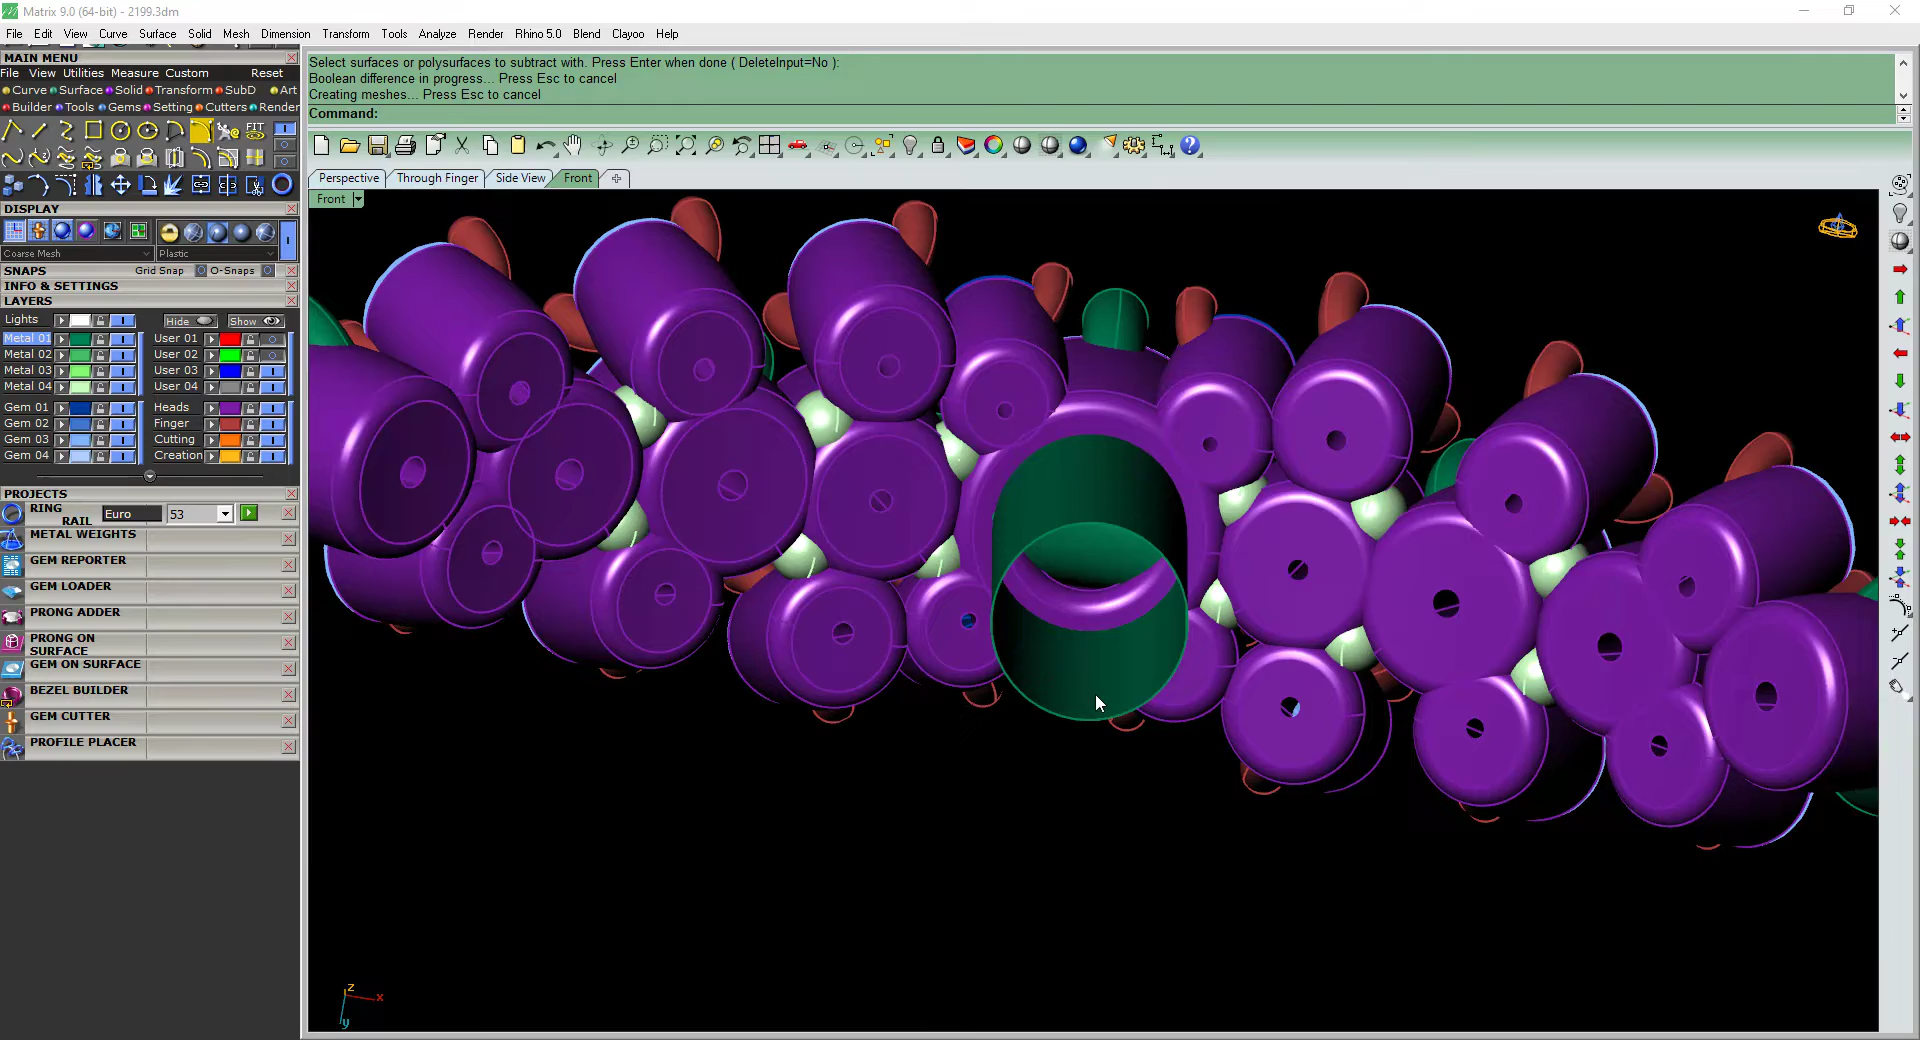 Matrix 9.0 (64-bit) - 2199.3dm
File Edit View Curve Surface Solid Mesh Dimension Transform Tools Analyze Render Rhino 5.0 Blend Clayoo Help
MAIN MENU
File View Utilities Measure Custom Reset
Curve Surface Solid Transform SubD Art
Builder Tools Gems Setting Cutters Render
FIT
DISPLAY
Coarse Mesh Plastic
SNAPS Grid Snap O-Snaps
INFO & SETTINGS
LAYERS
Lights Hide Show
Metal 01 User 01
Metal 02 User 02
Metal 03 User 03
Metal 04 User 04
Gem 01 Heads
Gem 02 Finger
Gem 03 Cutting
Gem 04 Creation
PROJECTS
RING RAIL Euro 53
METAL WEIGHTS
GEM REPORTER
GEM LOADER
PRONG ADDER
PRONG ON SURFACE
GEM ON SURFACE
BEZEL BUILDER
GEM CUTTER
PROFILE PLACER
Select surfaces or polysurfaces to subtract with. Press Enter when done ( DeleteInput=No ):
Boolean difference in progress... Press Esc to cancel
Creating meshes... Press Esc to cancel
Command:
Perspective Through Finger Side View Front
Front
z
x
y